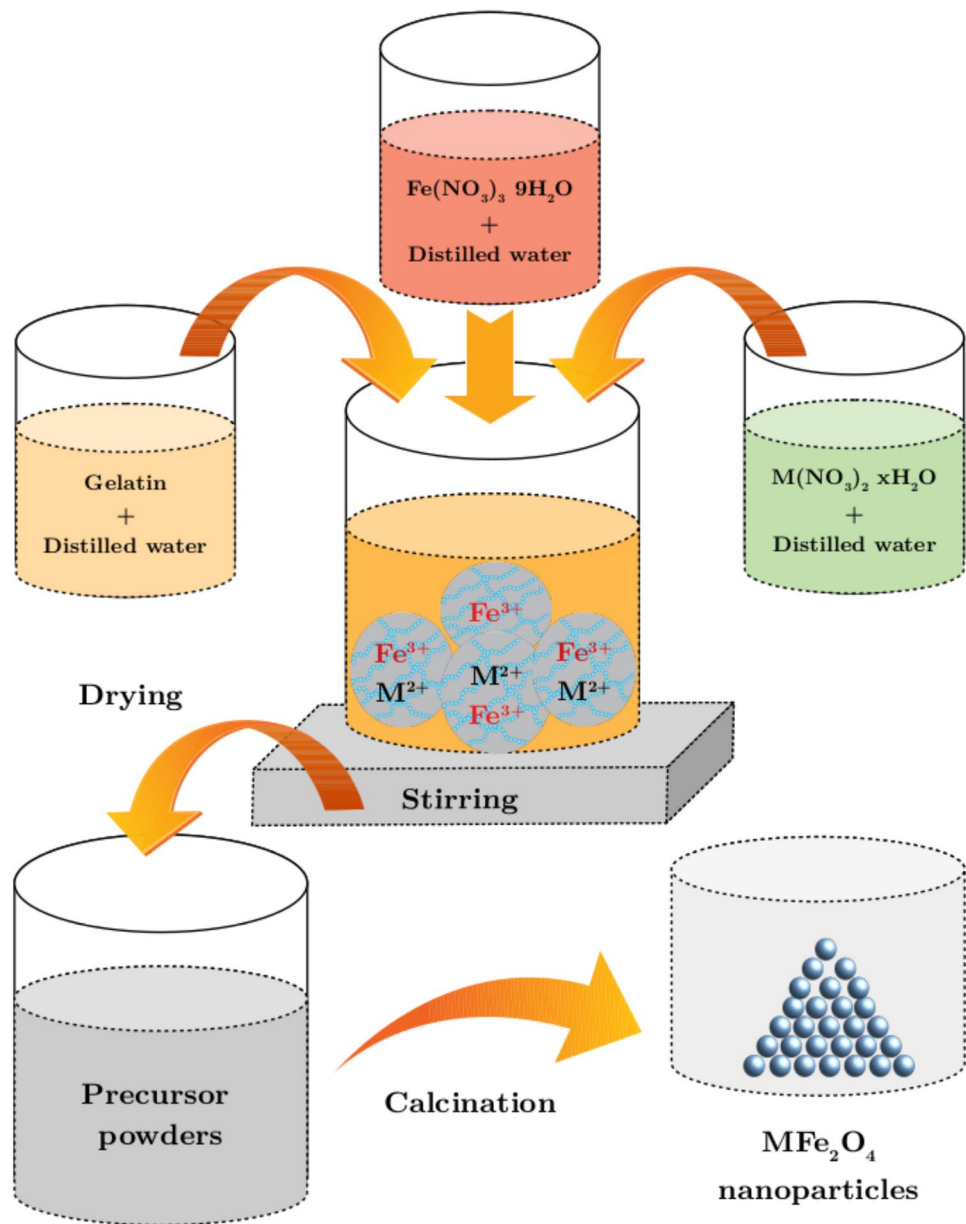 Fe(NO₃)₃ 9H₂O
+
Distilled water
Gelatin
+
Distilled water
M(NO₃)₂ xH₂O
+
Distilled water
Fe³⁺
Fe³⁺
M²⁺
M²⁺
Fe³⁺
Fe³⁺
M²⁺
Drying
Stirring
Precursor
powders
Calcination
MFe₂O₄
nanoparticles